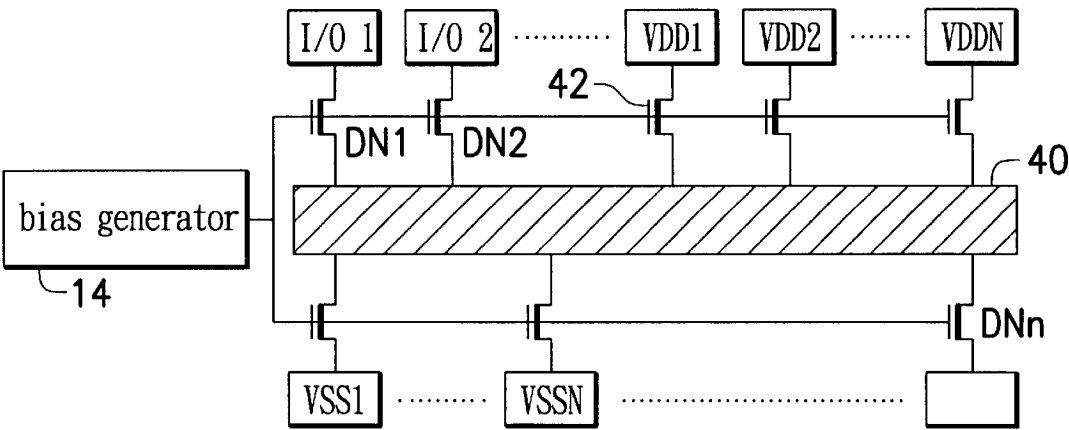 I/O 1 I/O 2 VDD1 VDD2 VDDN
42
DN1 DN2
40
bias generator
14
DNn
VSS1 VSSN